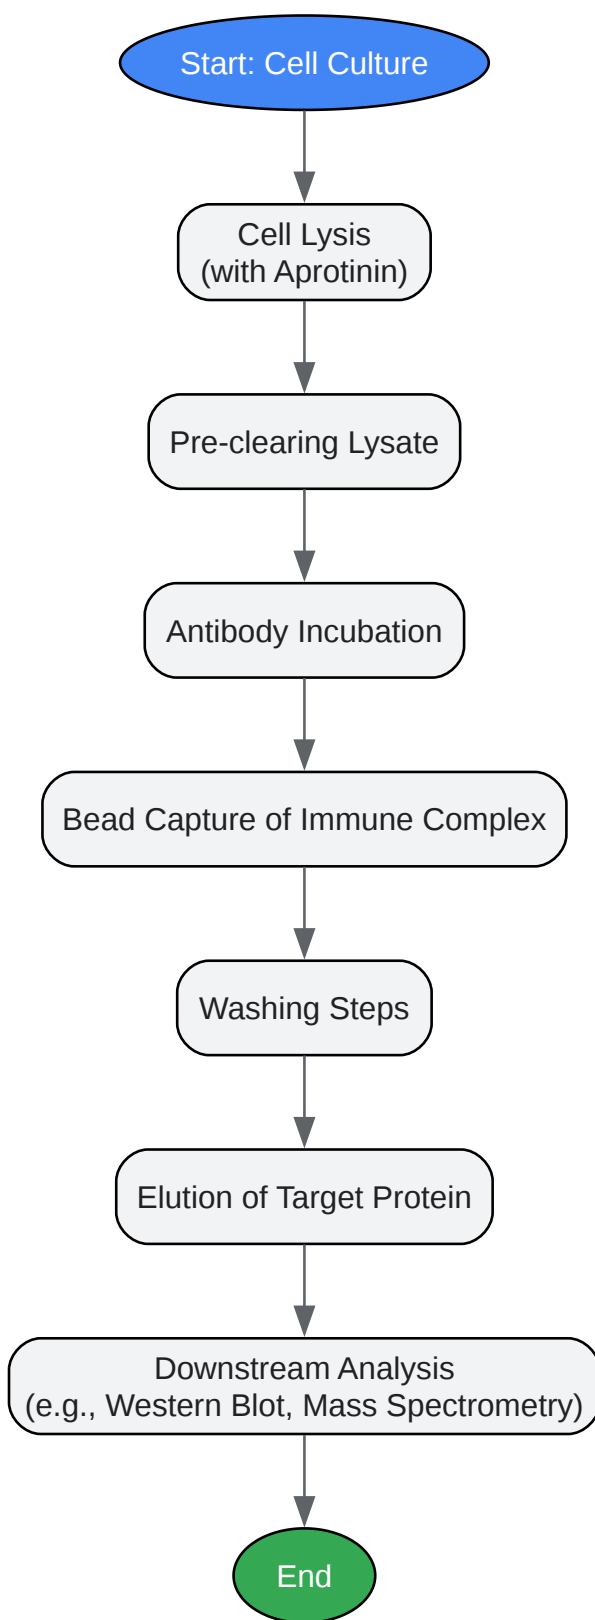 Start: Cell Culture
Cell Lysis
(with Aprotinin)
Pre-clearing Lysate
Antibody Incubation
Bead Capture of Immune Complex
Washing Steps
Elution of Target Protein
Downstream Analysis
(e.g., Western Blot, Mass Spectrometry)
End